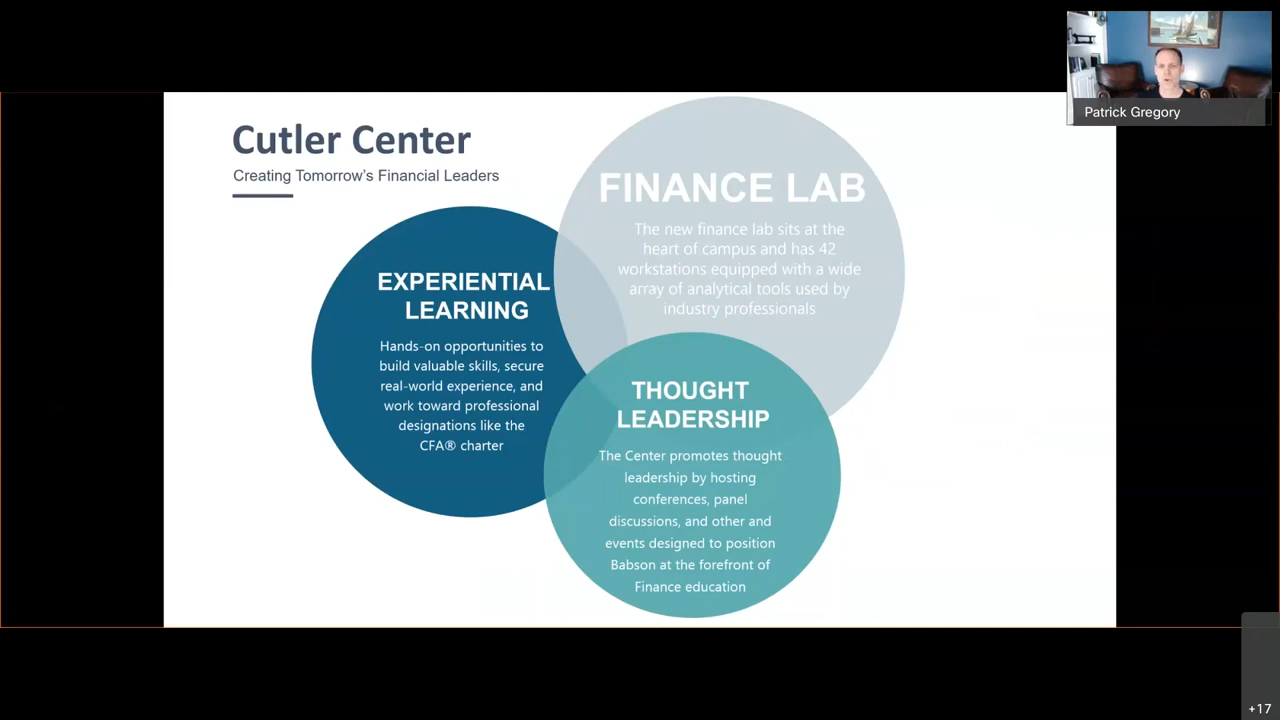 Patrick Gregory
Cutler Center
Creating Tomorrow's Financial Leaders
FINANCE LAB
The new finance lab sits at the
heart of campus and has 42
workstations equipped with a wide
array of analytical tools used by
industry professionals
EXPERIENTIAL
LEARNING
Hands-on opportunities to
build valuable skills, secure
real-world experience, and
work toward professional
designations like the
CFA® charter
THOUGHT
LEADERSHIP
The Center promotes thought
leadership by hosting
conferences, panel
discussions, and other and
events designed to position
Babson at the forefront of
Finance education
+17